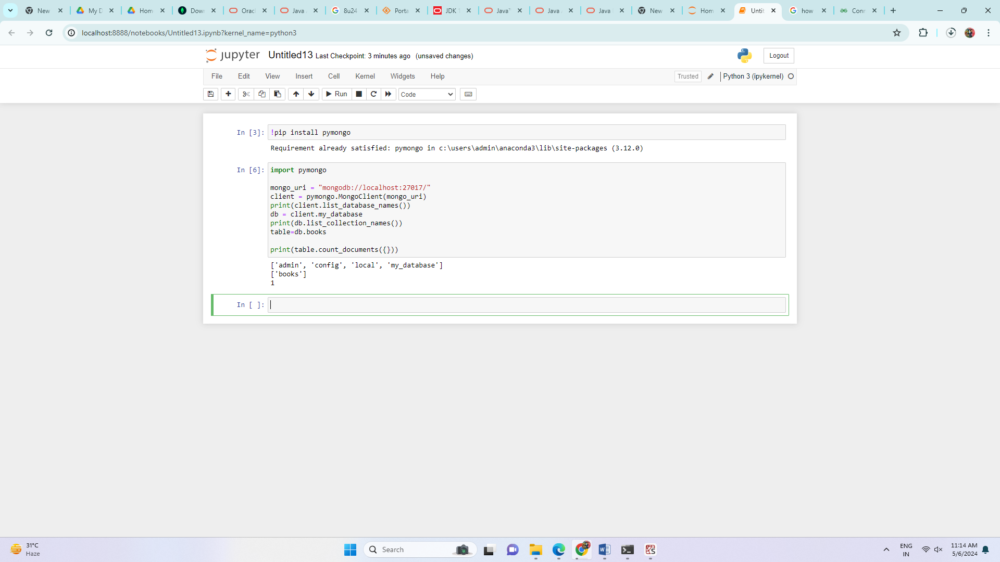 New
My D
Hom
Dow
Orac
Java
8u24
Porta
JDK 1
Java™
Java
Java
New
Hom
Untit
how
Conn
localhost:8888/notebooks/Untitled13.ipynb?kernel_name=python3
jupyter Untitled13 Last Checkpoint: 3 minutes ago (unsaved changes)
Logout
File Edit View Insert Cell Kernel Widgets Help
Trusted Python 3 (ipykernel)
Run Code
In [3]: !pip install pymongo
Requirement already satisfied: pymongo in c:\users\admin\anaconda3\lib\site-packages (3.12.0)
In [6]: import pymongo
mongo_uri = "mongodb://localhost:27017/"
client = pymongo.MongoClient(mongo_uri)
print(client.list_database_names())
db = client.my_database
print(db.list_collection_names())
table=db.books
print(table.count_documents({}))
['admin', 'config', 'local', 'my_database']
['books']
1
In [ ]:
31°C
Haze
Search
ENG
IN
11:14 AM
5/6/2024